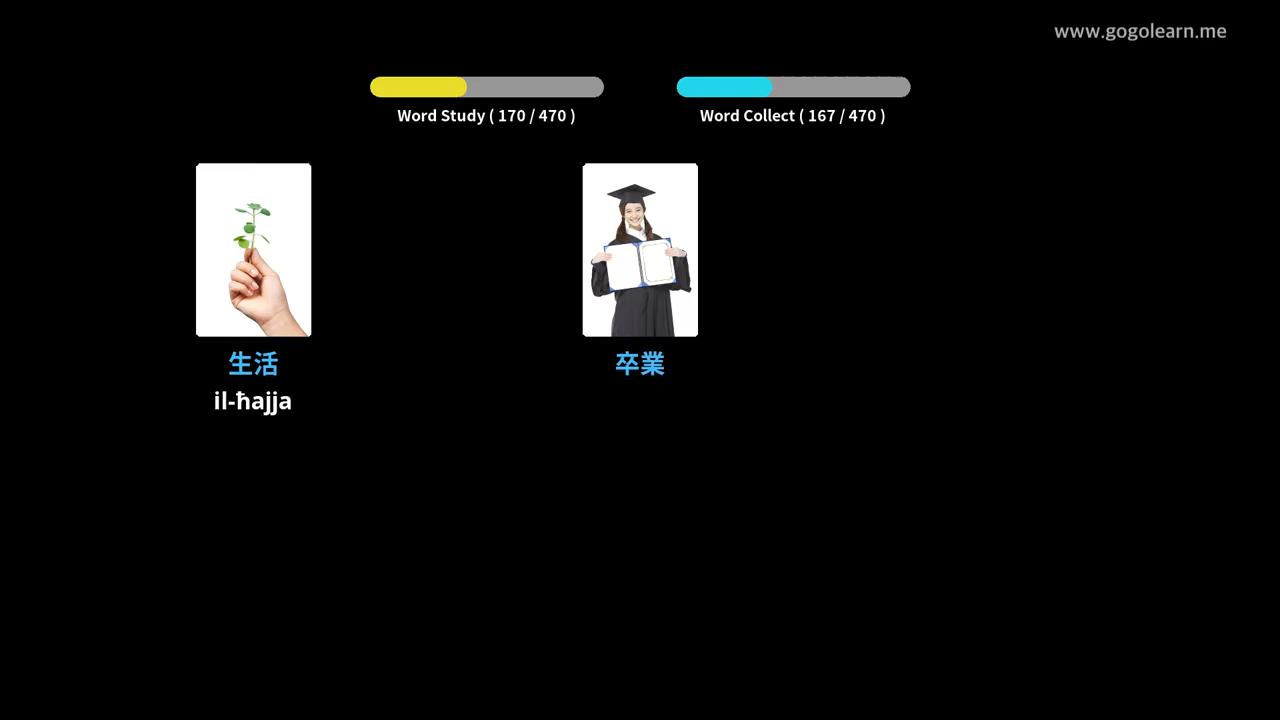 www.gogolearn.me
Word Study ( 170 / 470 )
Word Collect ( 167 / 470 )
生活
il-ħajja
卒業